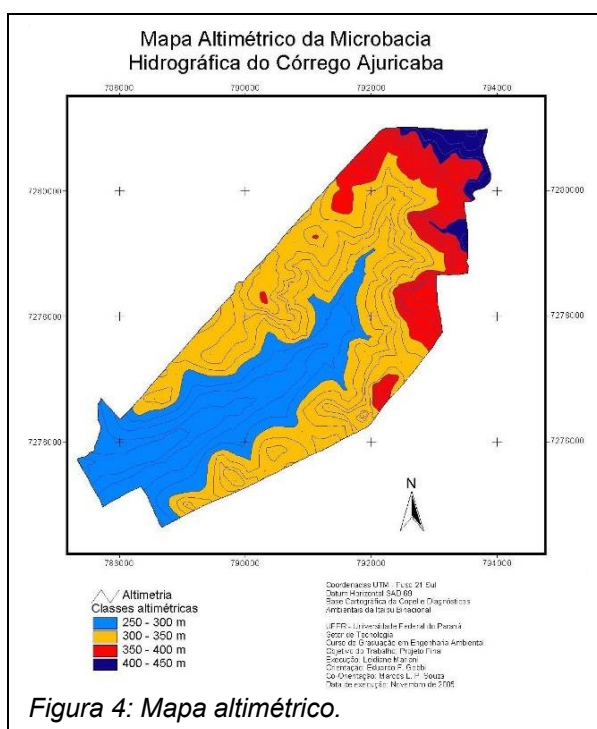 Mapa Altimétrico da Microbacia
Hidrográfica do Córrego Ajuricaba
788000 790000 792000 794000
7280000 7280000
7278000 7278000
7276000 7276000
N
788000 790000 792000 794000
Altimetria
Classes altimétricas
250 - 300 m
300 - 350 m
350 - 400 m
400 - 450 m
Coordenadas UTM - Fuso 21 Sul
Datum Horizontal SAD 69
Base Cartográfica da Copel e Diagnósticos
Ambientais da Itaipu Binacional
UFPR - Universidade Federal do Paraná
Setor de Tecnologia
Curso de Graduação em Engenharia Ambiental
Objetivo do Trabalho: Projeto Final
Execução: Leidiane Mariani
Orientação: Eduardo F. Gobbi
Co-Orientação: Marcos L. P. Souza
Data de execução: Novembro de 2005
Figura 4: Mapa altimétrico.